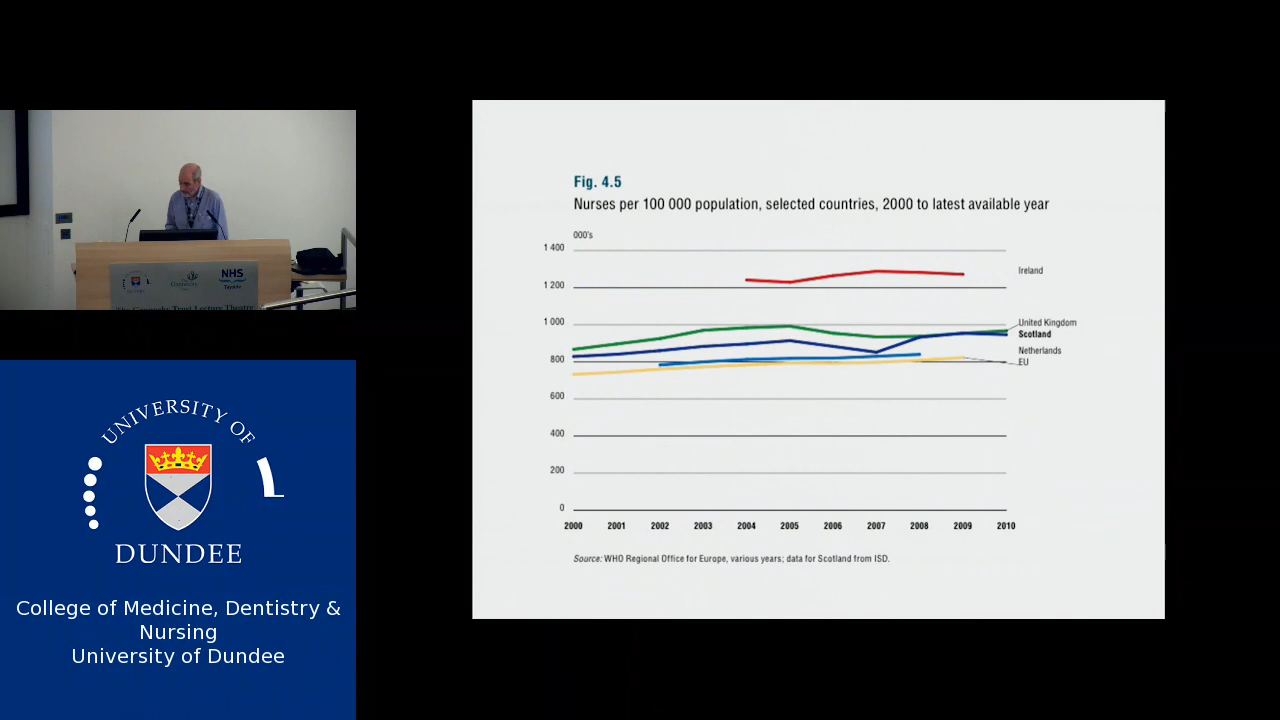 NHS
Tayside
UNIVERSITY OF
DUNDEE
College of Medicine, Dentistry &
Nursing
University of Dundee
Fig. 4.5
Nurses per 100 000 population, selected countries, 2000 to latest available year
000's
1 400
1 200
1 000
800
600
400
200
0
Ireland
United Kingdom
Scotland
Netherlands
EU
2000 2001 2002 2003 2004 2005 2006 2007 2008 2009 2010
Source: WHO Regional Office for Europe, various years; data for Scotland from ISD.